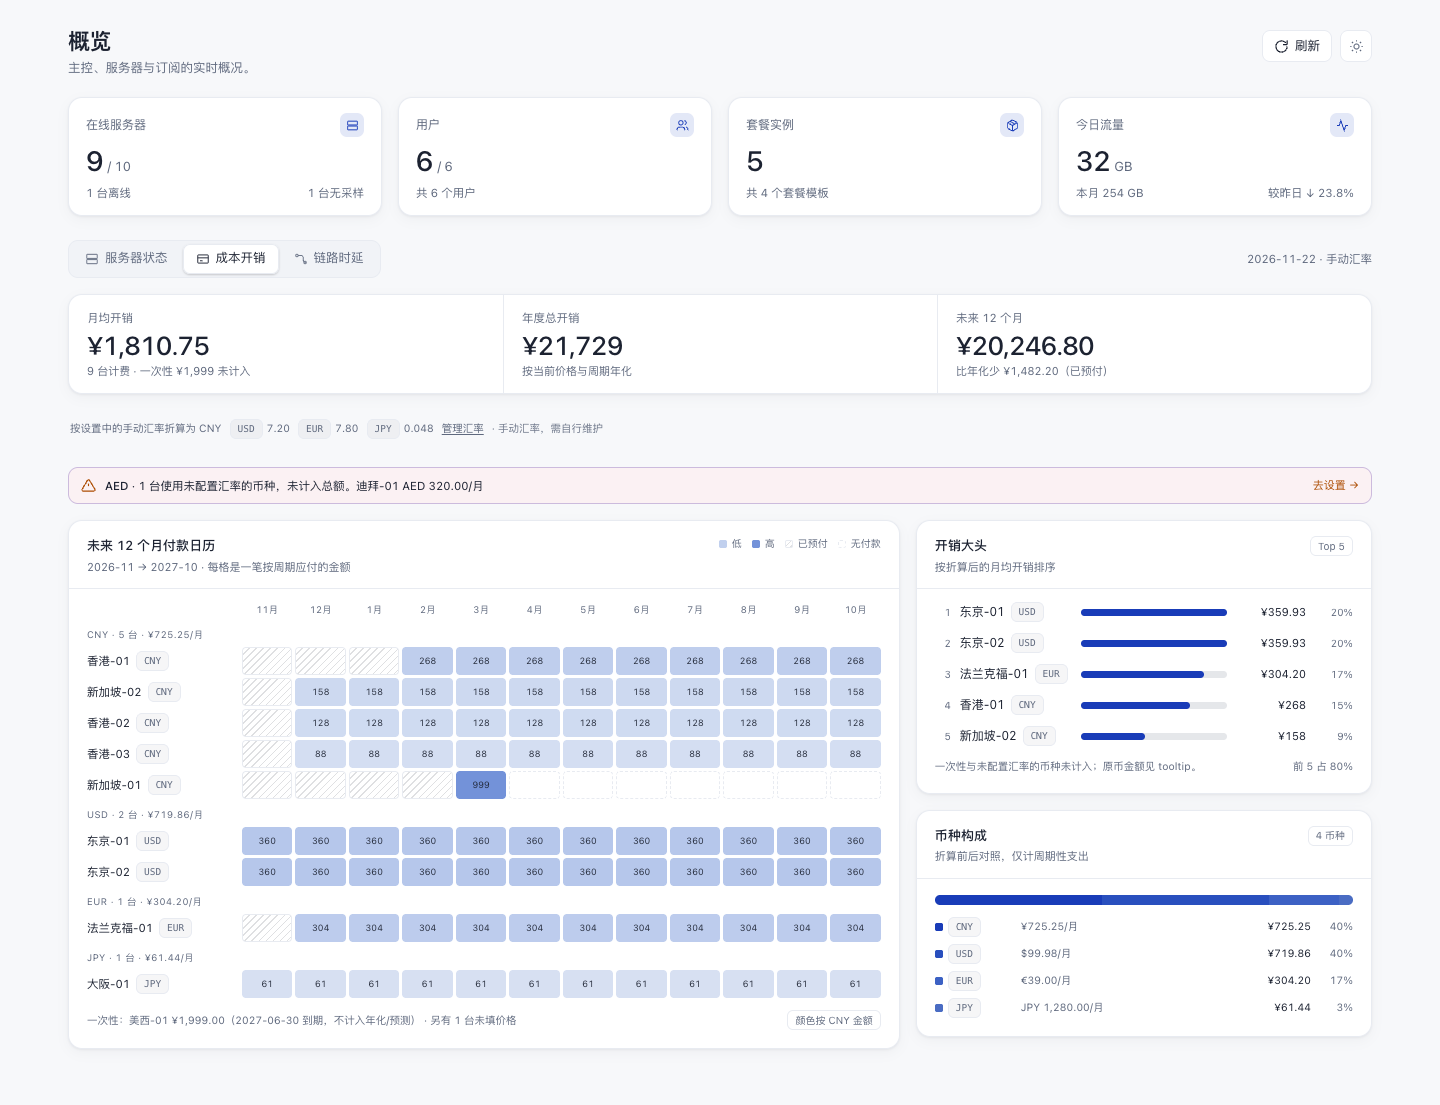 概览
刷新
主控、服务器与订阅的实时概况。
在线服务器
9 / 10
1 台离线 1 台无采样
用户
6 / 6
共 6 个用户
套餐实例
5
共 4 个套餐模板
今日流量
32 GB
本月 254 GB 较昨日 ↓ 23.8%
服务器状态 成本开销 链路时延 2026-11-22 · 手动汇率
月均开销
¥1,810.75
9 台计费 · 一次性 ¥1,999 未计入
年度总开销
¥21,729
按当前价格与周期年化
未来 12 个月
¥20,246.80
比年化少 ¥1,482.20（已预付）
按设置中的手动汇率折算为 CNY USD 7.20 EUR 7.80 JPY 0.048 管理汇率 · 手动汇率，需自行维护
AED · 1 台使用未配置汇率的币种，未计入总额。迪拜-01 AED 320.00/月 去设置 →
未来 12 个月付款日历 低 高 已预付 无付款
2026-11 → 2027-10 · 每格是一笔按周期应付的金额
11月 12月 1月 2月 3月 4月 5月 6月 7月 8月 9月 10月
CNY · 5 台 · ¥725.25/月
香港-01 CNY 268 268 268 268 268 268 268 268 268
新加坡-02 CNY 158 158 158 158 158 158 158 158 158 158 158
香港-02 CNY 128 128 128 128 128 128 128 128 128 128 128
香港-03 CNY 88 88 88 88 88 88 88 88 88 88 88
新加坡-01 CNY 999
USD · 2 台 · ¥719.86/月
东京-01 USD 360 360 360 360 360 360 360 360 360 360 360 360
东京-02 USD 360 360 360 360 360 360 360 360 360 360 360 360
EUR · 1 台 · ¥304.20/月
法兰克福-01 EUR 304 304 304 304 304 304 304 304 304 304 304
JPY · 1 台 · ¥61.44/月
大阪-01 JPY 61 61 61 61 61 61 61 61 61 61 61 61
一次性：美西-01 ¥1,999.00（2027-06-30 到期，不计入年化/预测） · 另有 1 台未填价格 颜色按 CNY 金额
开销大头 Top 5
按折算后的月均开销排序
1 东京-01 USD ¥359.93 20%
2 东京-02 USD ¥359.93 20%
3 法兰克福-01 EUR ¥304.20 17%
4 香港-01 CNY ¥268 15%
5 新加坡-02 CNY ¥158 9%
一次性与未配置汇率的币种未计入；原币金额见 tooltip。 前 5 占 80%
币种构成 4 币种
折算前后对照，仅计周期性支出
CNY ¥725.25/月 ¥725.25 40%
USD $99.98/月 ¥719.86 40%
EUR €39.00/月 ¥304.20 17%
JPY JPY 1,280.00/月 ¥61.44 3%